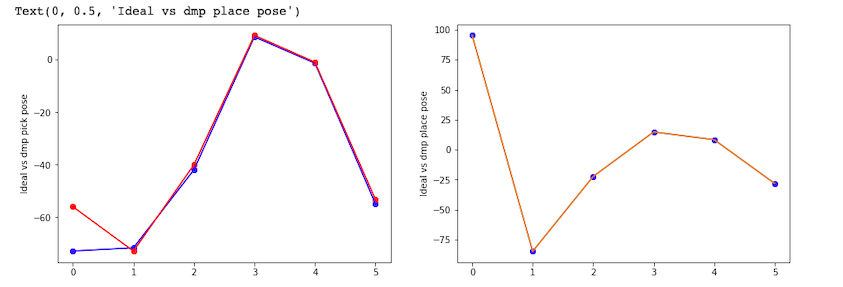 Text(0, 0.5, 'Ideal vs dmp place pose')
Ideal vs dmp pick pose
0
−20
−40
−60
0 1 2 3 4 5
Ideal vs dmp place pose
100
75
50
25
0
−25
−50
−75
0 1 2 3 4 5